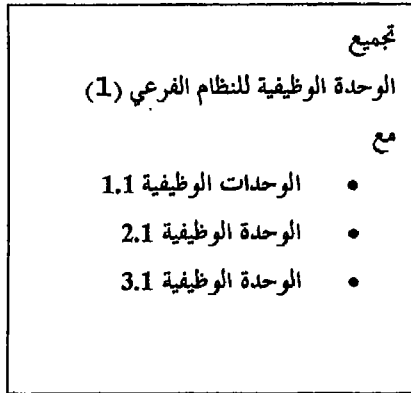 تجميع
الوحدة الوظيفية للنظام الفرعي (1)
مع
• الوحدات الوظيفية 1.1
• الوحدة الوظيفية 2.1
• الوحدة الوظيفية 3.1